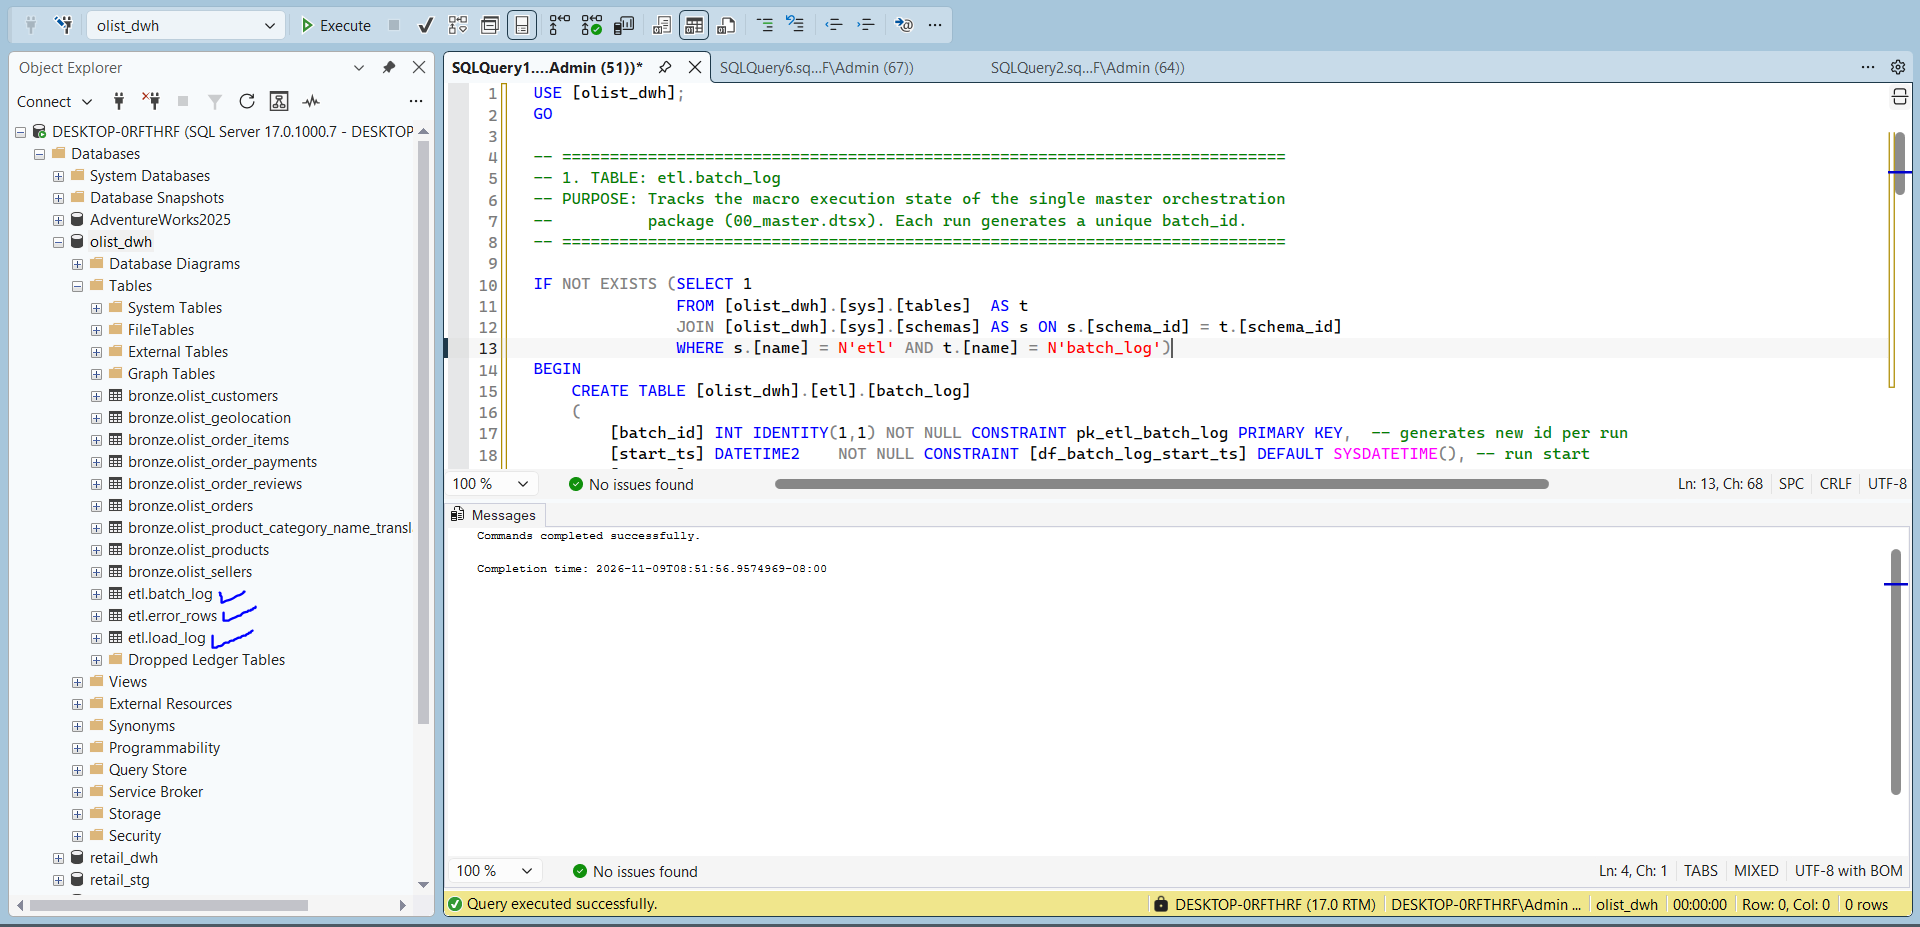 olist_dwh
Execute
Object Explorer
Connect
DESKTOP-0RFTHRF (SQL Server 17.0.1000.7 - DESKTOP
Databases
System Databases
Database Snapshots
AdventureWorks2025
olist_dwh
Database Diagrams
Tables
System Tables
FileTables
External Tables
Graph Tables
bronze.olist_customers
bronze.olist_geolocation
bronze.olist_order_items
bronze.olist_order_payments
bronze.olist_order_reviews
bronze.olist_orders
bronze.olist_product_category_name_transl
bronze.olist_products
bronze.olist_sellers
etl.batch_log
etl.error_rows
etl.load_log
Dropped Ledger Tables
Views
External Resources
Synonyms
Programmability
Query Store
Service Broker
Storage
Security
retail_dwh
retail_stg
SQLQuery1....Admin (51))* SQLQuery6.sq...F\Admin (67)) SQLQuery2.sq...F\Admin (64))
1 USE [olist_dwh];
2 GO
3
4 -- ============================================================================
5 -- 1. TABLE: etl.batch_log
6 -- PURPOSE: Tracks the macro execution state of the single master orchestration
7 -- package (00_master.dtsx). Each run generates a unique batch_id.
8 -- ============================================================================
9
10 IF NOT EXISTS (SELECT 1
11 FROM [olist_dwh].[sys].[tables] AS t
12 JOIN [olist_dwh].[sys].[schemas] AS s ON s.[schema_id] = t.[schema_id]
13 WHERE s.[name] = N'etl' AND t.[name] = N'batch_log')
14 BEGIN
15 CREATE TABLE [olist_dwh].[etl].[batch_log]
16 (
17 [batch_id] INT IDENTITY(1,1) NOT NULL CONSTRAINT pk_etl_batch_log PRIMARY KEY, -- generates new id per run
18 [start_ts] DATETIME2 NOT NULL CONSTRAINT [df_batch_log_start_ts] DEFAULT SYSDATETIME(), -- run start
100 % No issues found Ln: 13, Ch: 68 SPC CRLF UTF-8
Messages
Commands completed successfully.
Completion time: 2026-11-09T08:51:56.9574969-08:00
100 % No issues found Ln: 4, Ch: 1 TABS MIXED UTF-8 with BOM
Query executed successfully. DESKTOP-0RFTHRF (17.0 RTM) DESKTOP-0RFTHRF\Admin ... olist_dwh 00:00:00 Row: 0, Col: 0 0 rows